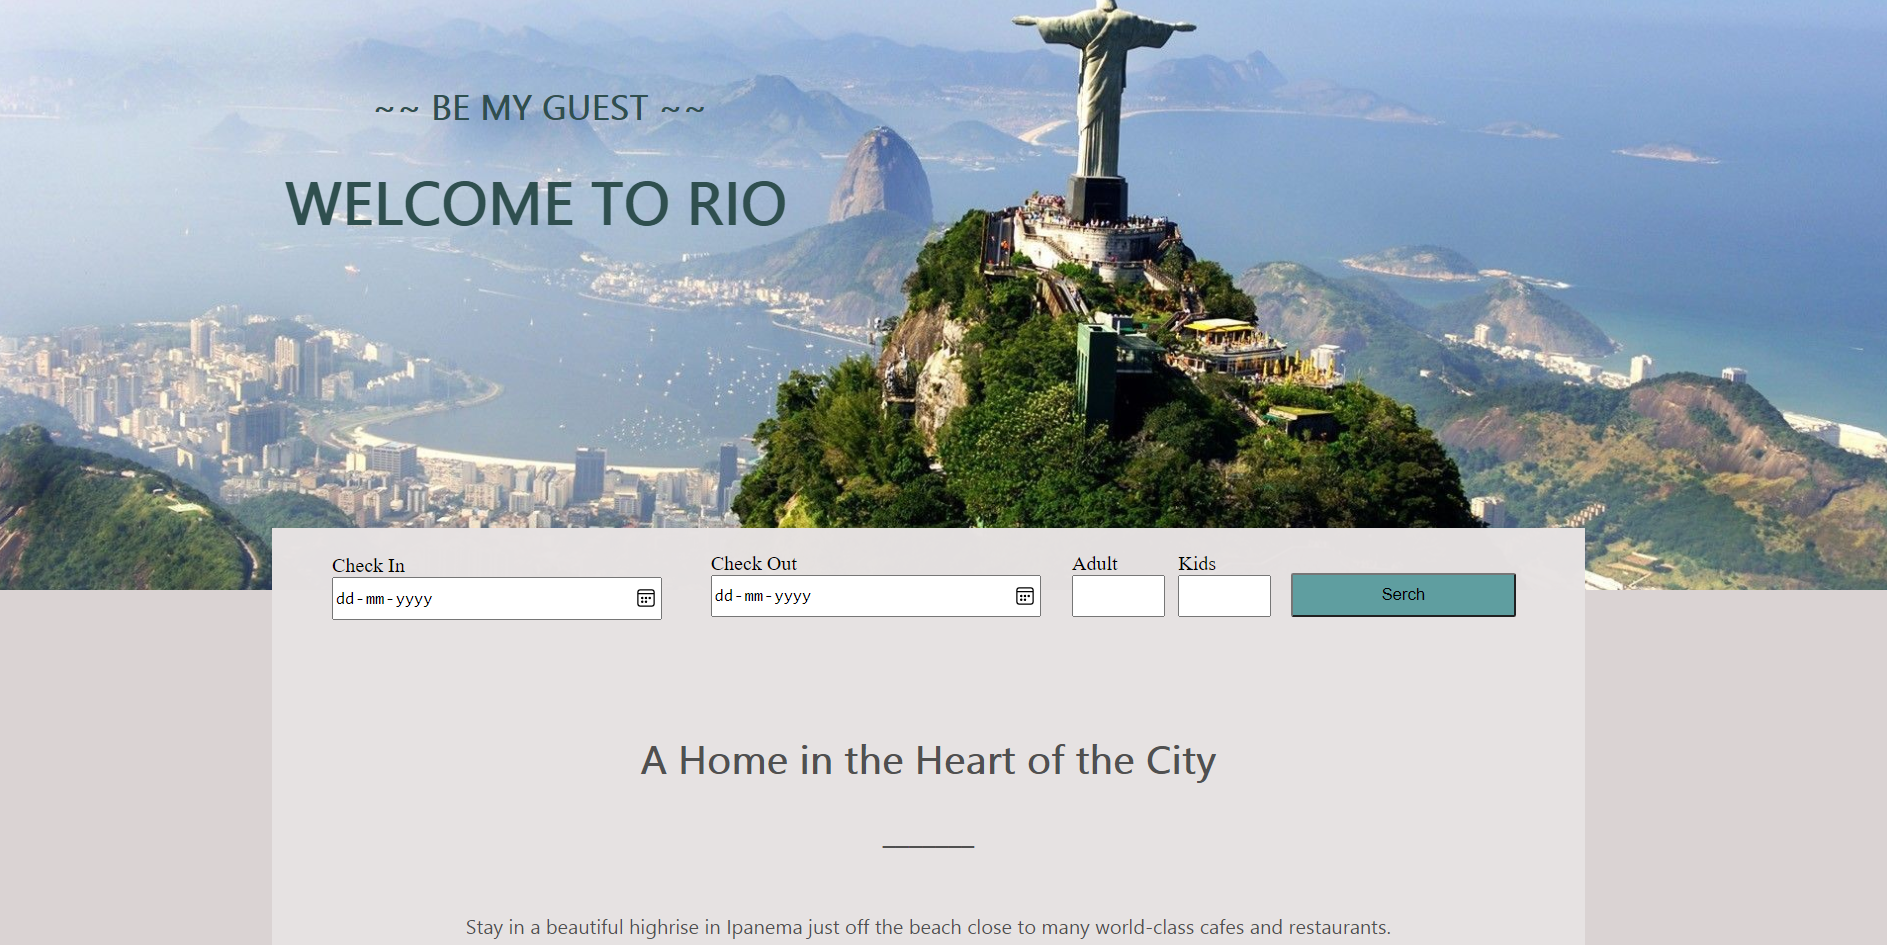 ~~ BE MY GUEST ~~
WELCOME TO RIO
Check In
Check Out
Adult
Kids
dd-mm-yyyy
dd-mm-yyyy
Serch
A Home in the Heart of the City
Stay in a beautiful highrise in Ipanema just off the beach close to many world-class cafes and restaurants.